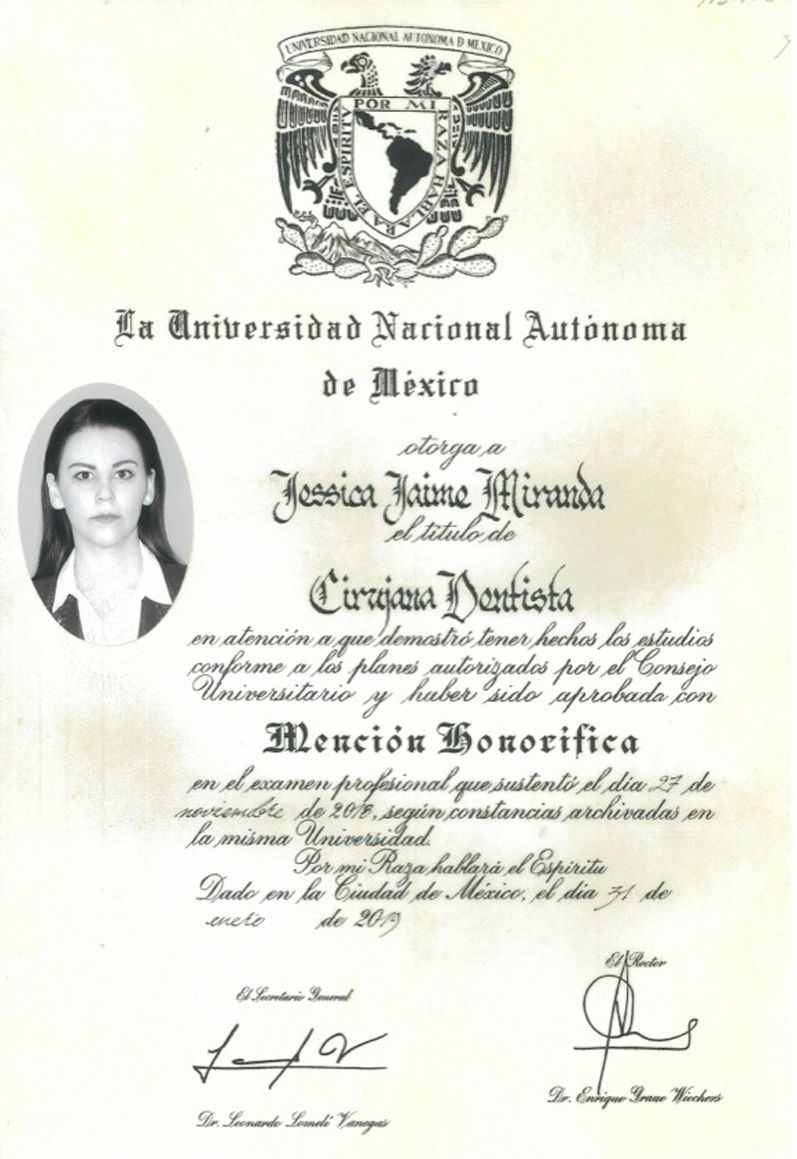 UNIVERSIDAD NACIONAL AUTONOMA D MEXICO
POR MI RAZA HABLARA EL ESPIRITU
La Universidad Nacional Autónoma
de México
otorga a
Jessica Jaime Miranda
el título de
Cirujana Dentista
en atención a que demostró tener hechos los estudios
conforme a los planes autorizados por el Consejo
Universitario y haber sido aprobada con
Mención Honorífica
en el examen profesional que sustentó el día 27 de
noviembre de 2018, según constancias archivadas en
la misma Universidad.
Por mi Raza hablará el Espíritu
Dado en la Ciudad de México, el día 31 de
enero de 2019
El Secretario General
El Rector
Dr. Leonardo Lomelí Vanegas
Dr. Enrique Graue Wiechers